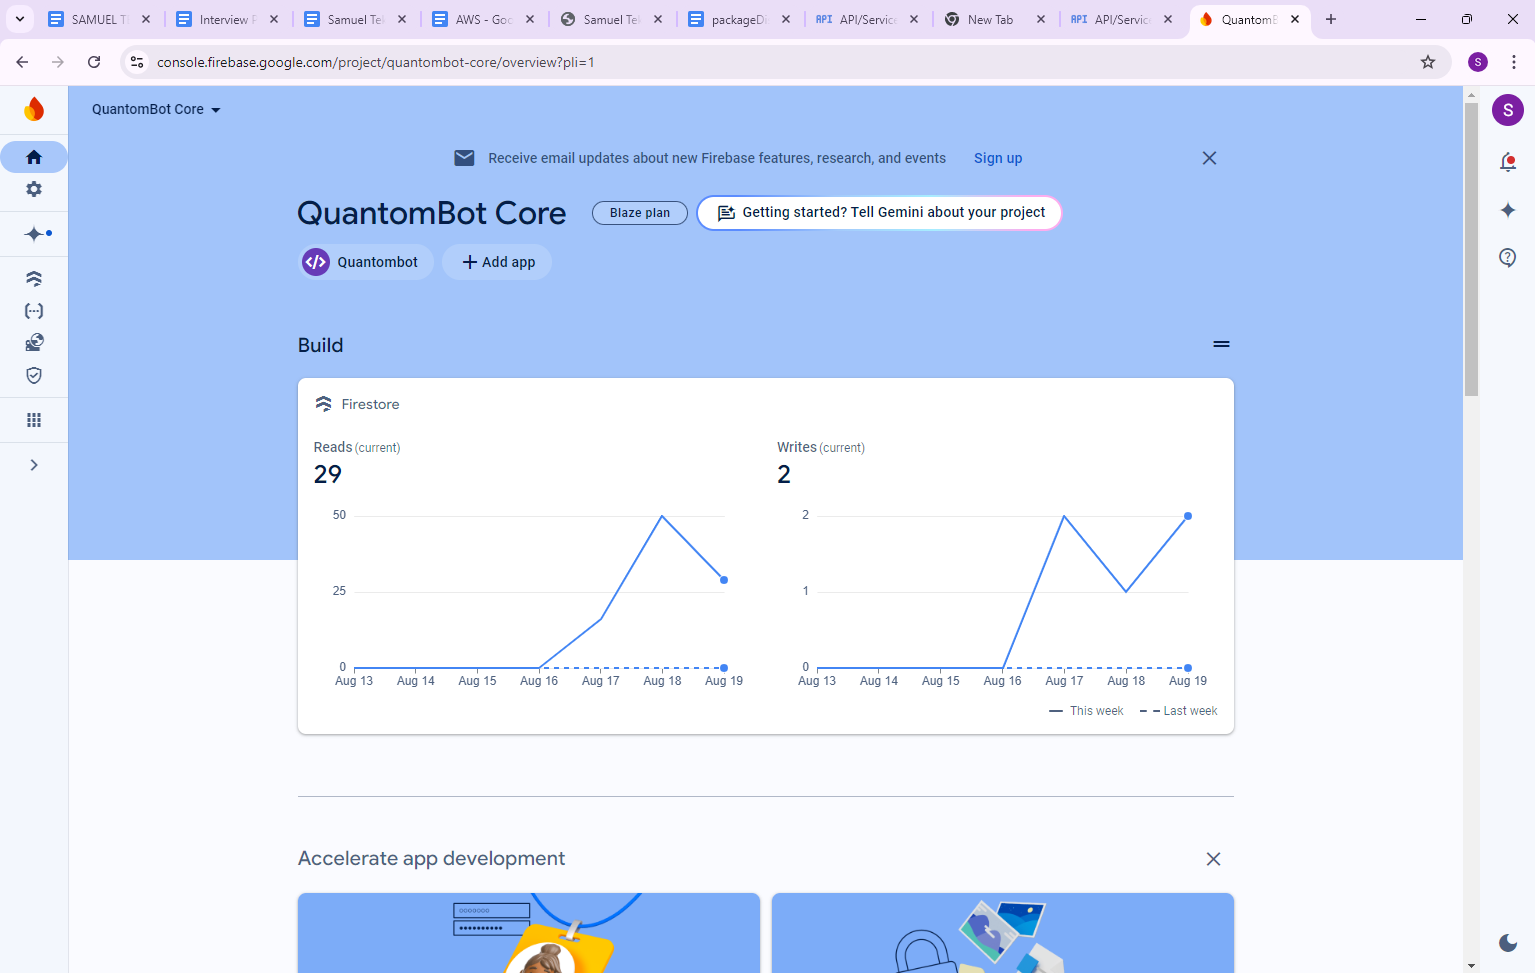 SAMUEL T
Interview P
Samuel Te
AWS - Goo
Samuel Te
packageDi
API API/Service
New Tab
API API/Servic
QuantomB
console.firebase.google.com/project/quantombot-core/overview?pli=1
S
QuantomBot Core
S
Receive email updates about new Firebase features, research, and events
Sign up
QuantomBot Core
Blaze plan
Getting started? Tell Gemini about your project
Quantombot
Add app
Build
Firestore
Reads (current)
29
Writes (current)
2
50
25
0
Aug 13 Aug 14 Aug 15 Aug 16 Aug 17 Aug 18 Aug 19
2
1
0
Aug 13 Aug 14 Aug 15 Aug 16 Aug 17 Aug 18 Aug 19
This week
Last week
Accelerate app development